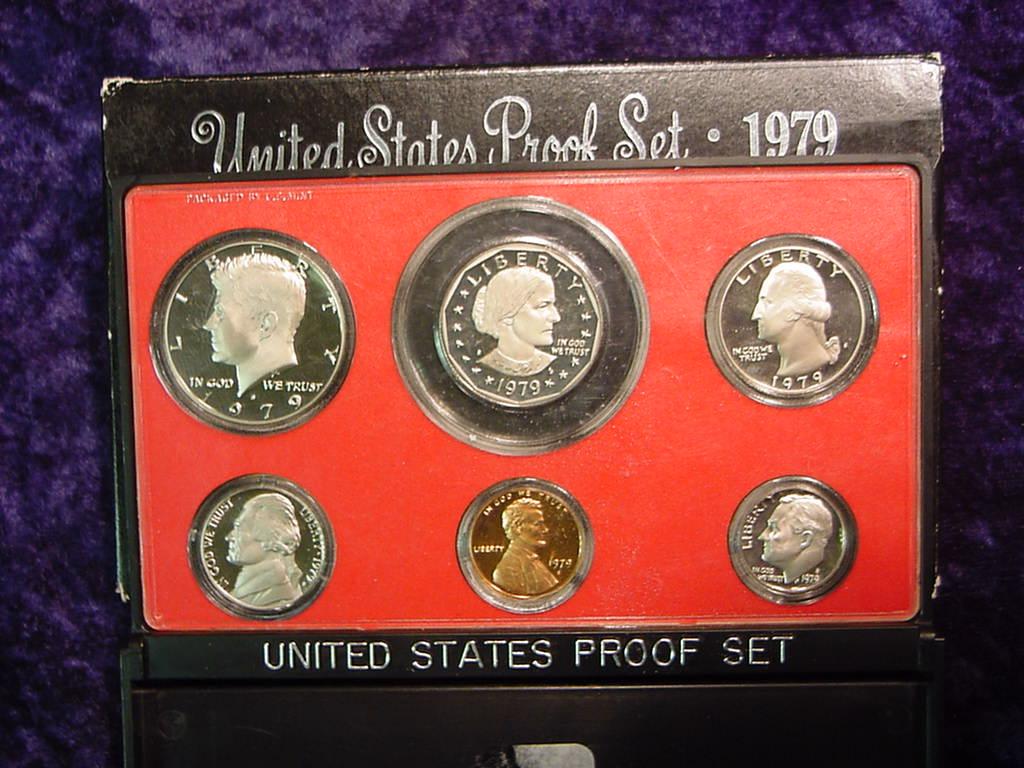 United States Proof Set · 1979
PACKAGED BY U.S. MINT
LIBERTY
IN GOD WE TRUST
1979
LIBERTY
IN GOD
WE TRUST
S
1979
LIBERTY
IN GOD WE
TRUST
1979
IN GOD WE TRUST
LIBERTY 1979
IN GOD WE TRUST
LIBERTY
1979
LIBERTY
IN GOD
WE TRUST
1979
UNITED STATES PROOF SET